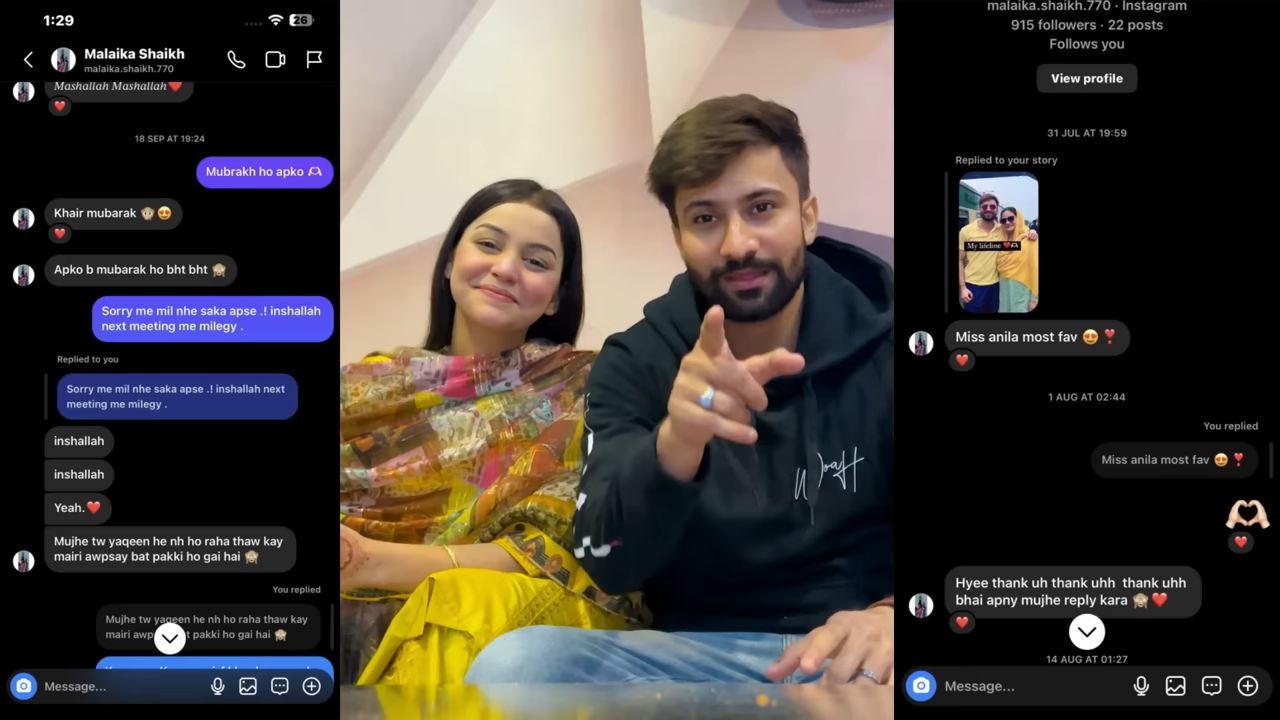 1:29
26
Malaika Shaikh
malaika.shaikh.770
Mashallah Mashallah❤️
❤️
18 SEP AT 19:24
Mubrakh ho apko 🫶🏻
Khair mubarak 🙊😍
❤️
Apko b mubarak ho bht bht 🙈
Sorry me mil nhe saka apse .! inshallah
next meeting me milegy .
Replied to you
Sorry me mil nhe saka apse .! inshallah next
meeting me milegy .
inshallah
inshallah
Yeah.❤️
Mujhe tw yaqeen he nh ho raha thaw kay
mairi awpsay bat pakki ho gai hai 🙈
You replied
Mujhe tw yaqeen he nh ho raha thaw kay
mairi pakki ho gai hai 🙈
Message...
malaika.shaikh.770 · Instagram
915 followers · 22 posts
Follows you
View profile
31 JUL AT 19:59
Replied to your story
My lifeline
Miss anila most fav 😍❣️
❤️
1 AUG AT 02:44
You replied
Miss anila most fav 😍❣️
🫶🏻
❤️
Hyee thank uh thank uhh thank uhh
bhai apny mujhe reply kara 🙈❤️
❤️
14 AUG AT 01:27
Message...